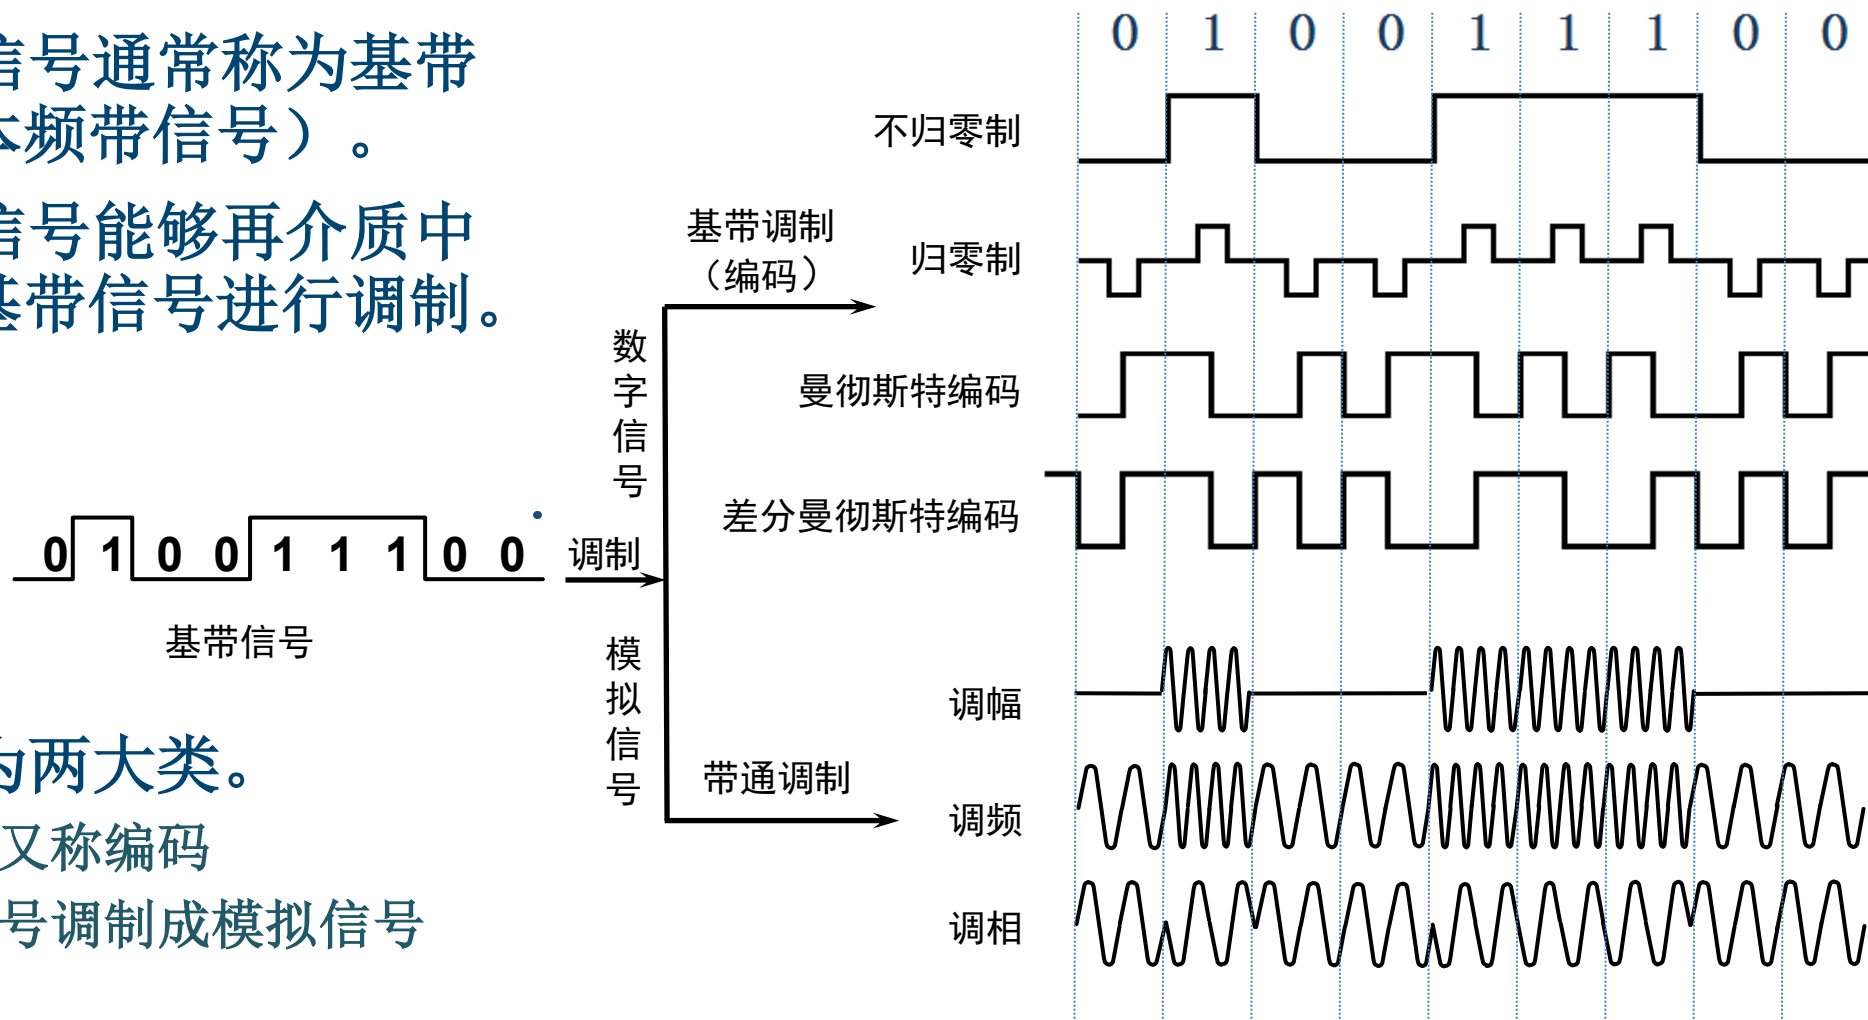 信号通常称为基带
本频带信号）。
信号能够再介质中
基带信号进行调制。
0 1 0 0 1 1 1 0 0
基带信号
调制
数字信号
基带调制
（编码）
模拟信号
带通调制
0 1 0 0 1 1 1 0 0
不归零制
归零制
曼彻斯特编码
差分曼彻斯特编码
调幅
调频
调相
为两大类。
又称编码
号调制成模拟信号